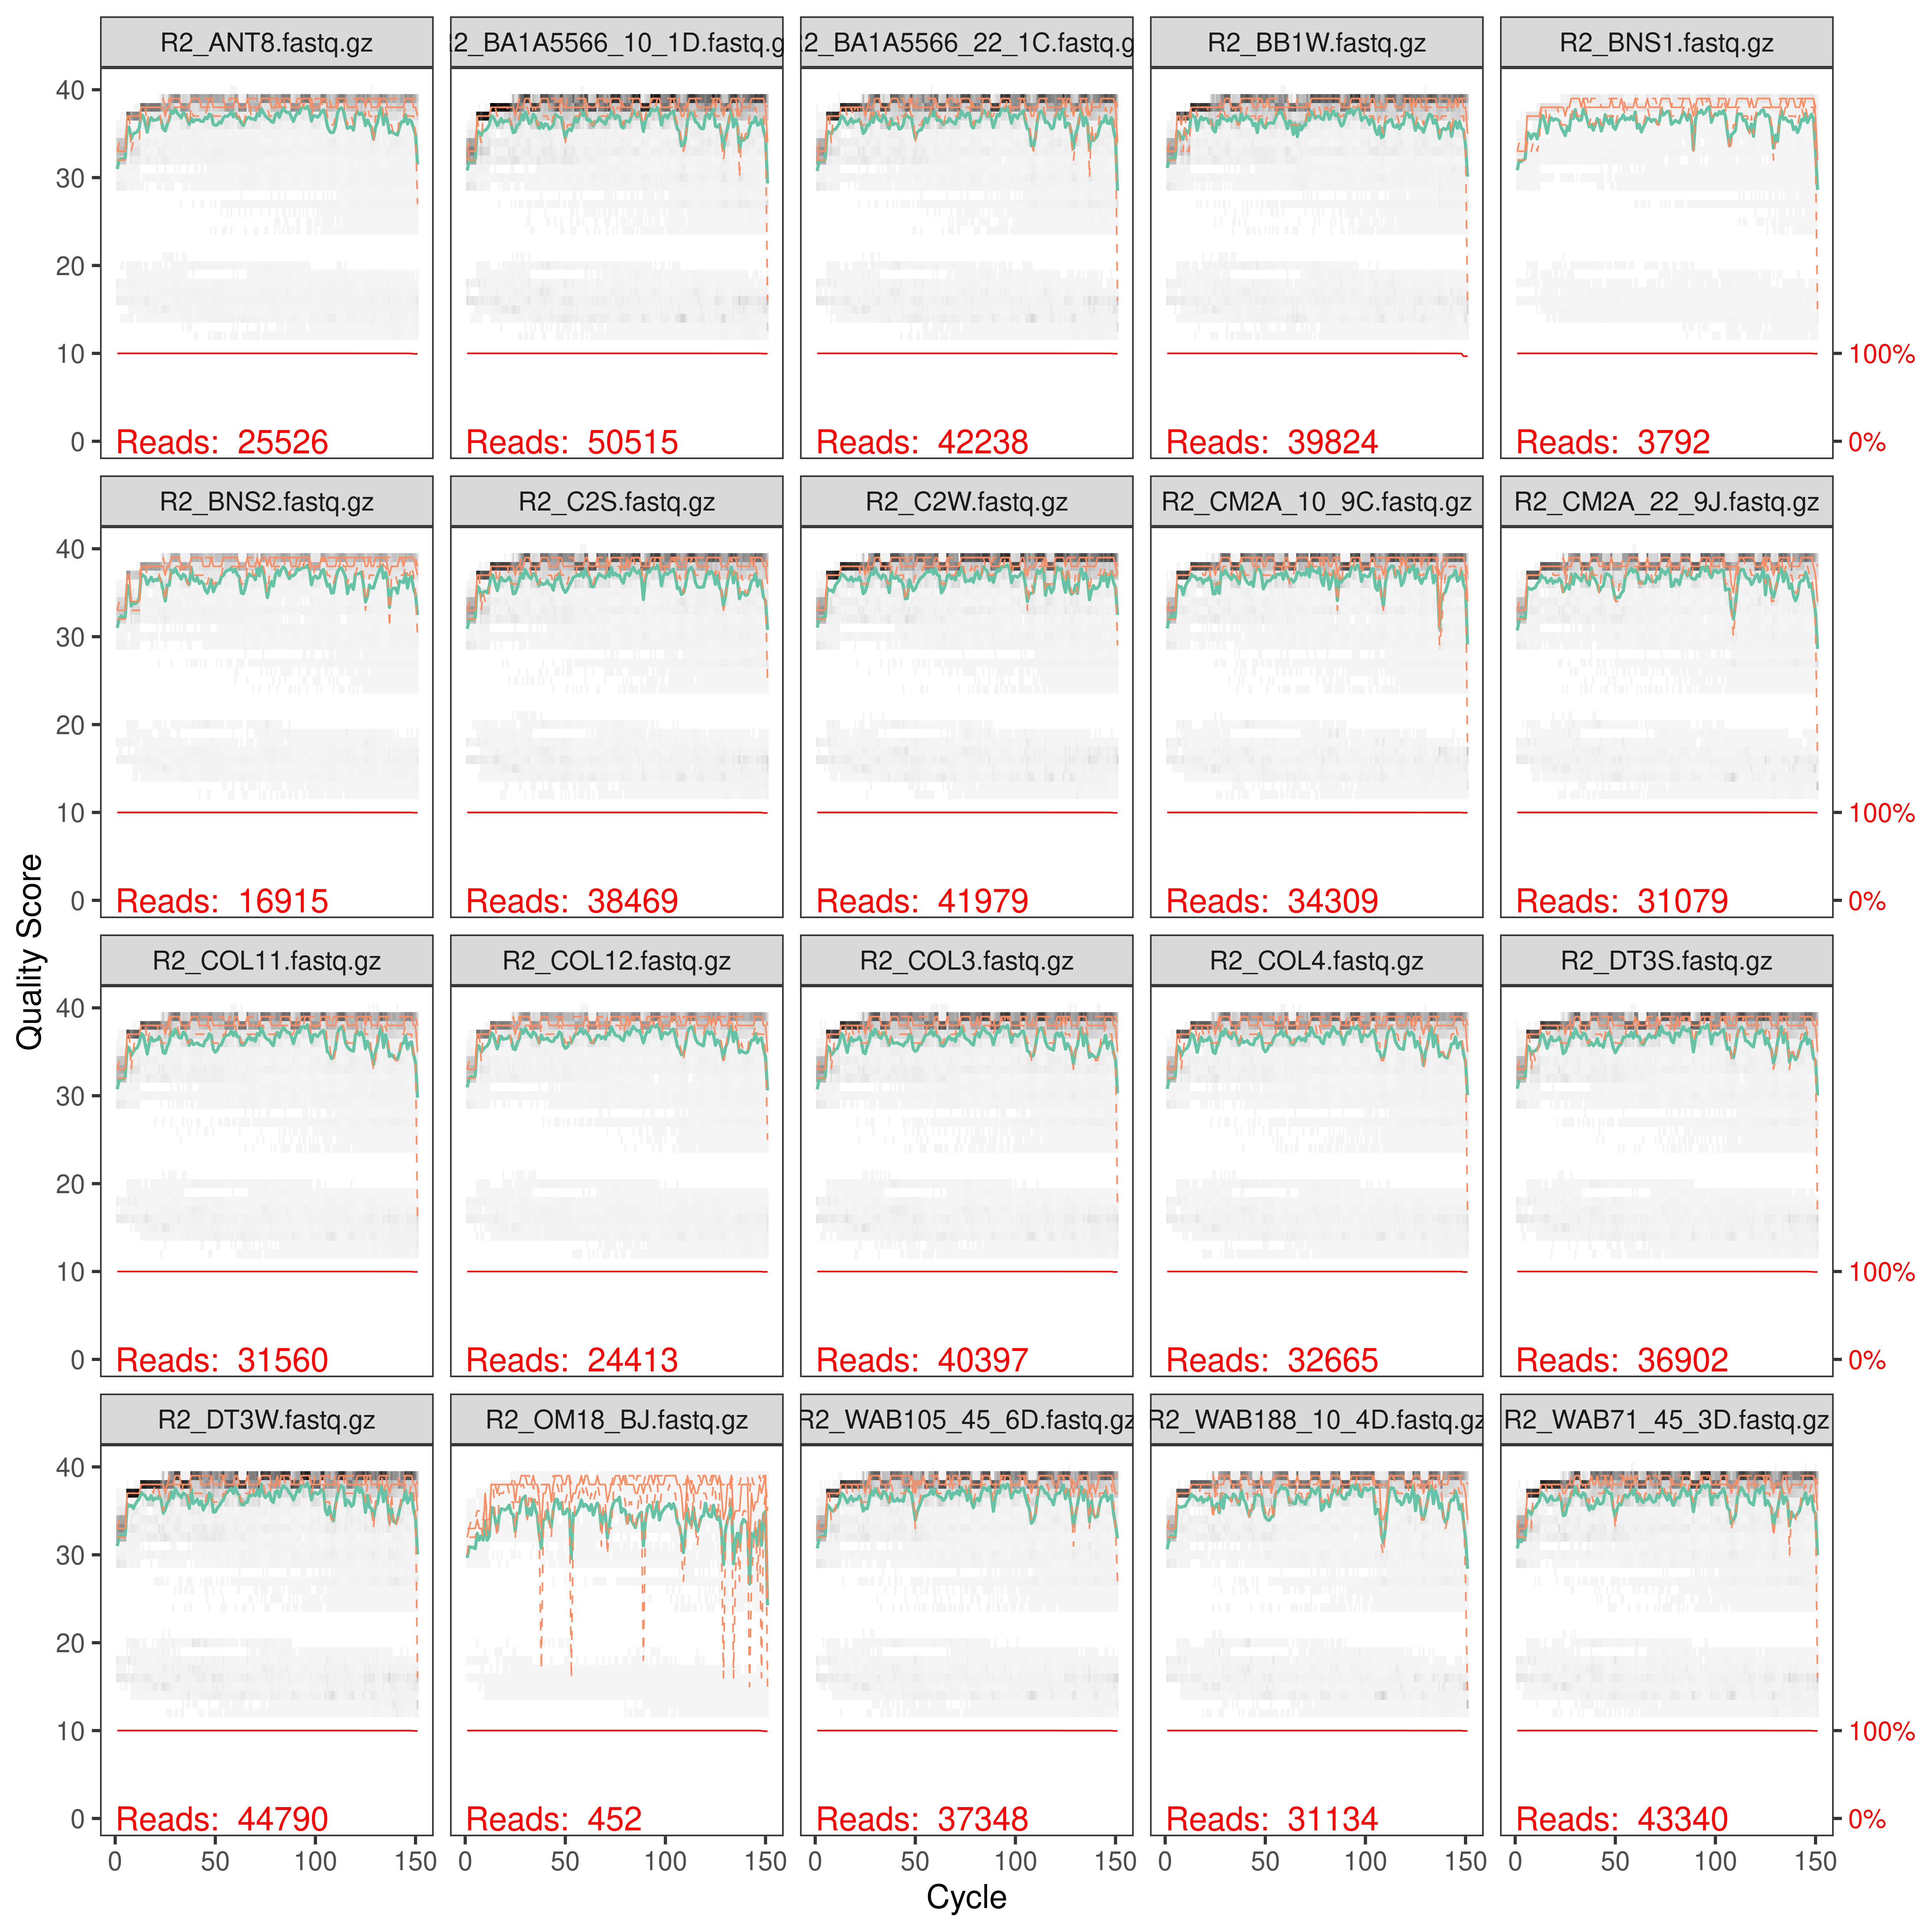 R2_ANT8.fastq.gz
R2_BA1A5566_10_1D.fastq.g
R2_BA1A5566_22_1C.fastq.g
R2_BB1W.fastq.gz
R2_BNS1.fastq.gz
40
30
20
10
0
100%
0%
Reads: 25526
Reads: 50515
Reads: 42238
Reads: 39824
Reads: 3792
R2_BNS2.fastq.gz
R2_C2S.fastq.gz
R2_C2W.fastq.gz
R2_CM2A_10_9C.fastq.gz
R2_CM2A_22_9J.fastq.gz
40
30
20
10
0
100%
0%
Reads: 16915
Reads: 38469
Reads: 41979
Reads: 34309
Reads: 31079
Quality Score
R2_COL11.fastq.gz
R2_COL12.fastq.gz
R2_COL3.fastq.gz
R2_COL4.fastq.gz
R2_DT3S.fastq.gz
40
30
20
10
0
100%
0%
Reads: 31560
Reads: 24413
Reads: 40397
Reads: 32665
Reads: 36902
R2_DT3W.fastq.gz
R2_OM18_BJ.fastq.gz
R2_WAB105_45_6D.fastq.gz
R2_WAB188_10_4D.fastq.gz
R2_WAB71_45_3D.fastq.gz
40
30
20
10
0
100%
0%
Reads: 44790
Reads: 452
Reads: 37348
Reads: 31134
Reads: 43340
0 50 100 150
0 50 100 150
0 50 100 150
0 50 100 150
0 50 100 150
Cycle